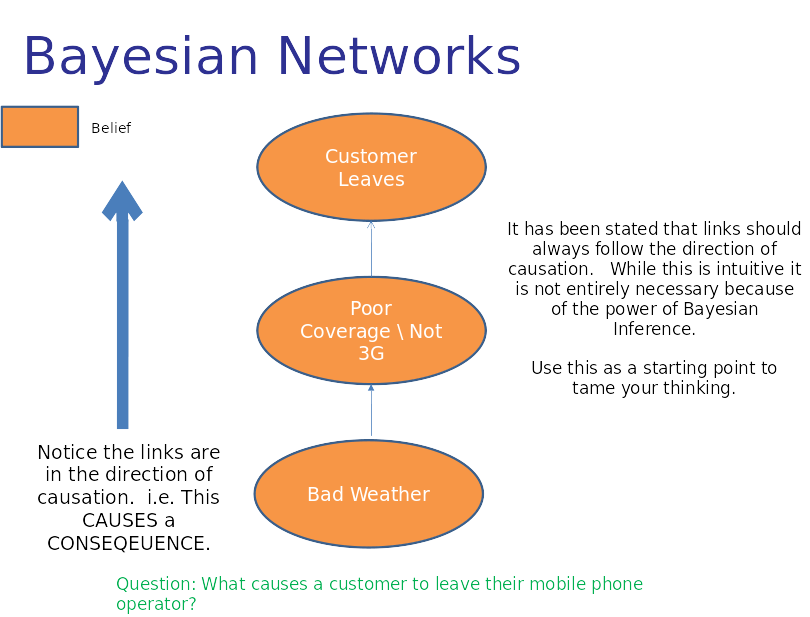 Bayesian Networks
Belief
Customer
Leaves
It has been stated that links should
always follow the direction of
causation.   While this is intuitive it
is not entirely necessary because
of the power of Bayesian
Inference.
Use this as a starting point to
tame your thinking.
Poor
Coverage \ Not
3G
Notice the links are
in the direction of
causation.  i.e. This
CAUSES a
CONSEQEUENCE.
Bad Weather
Question: What causes a customer to leave their mobile phone
operator?